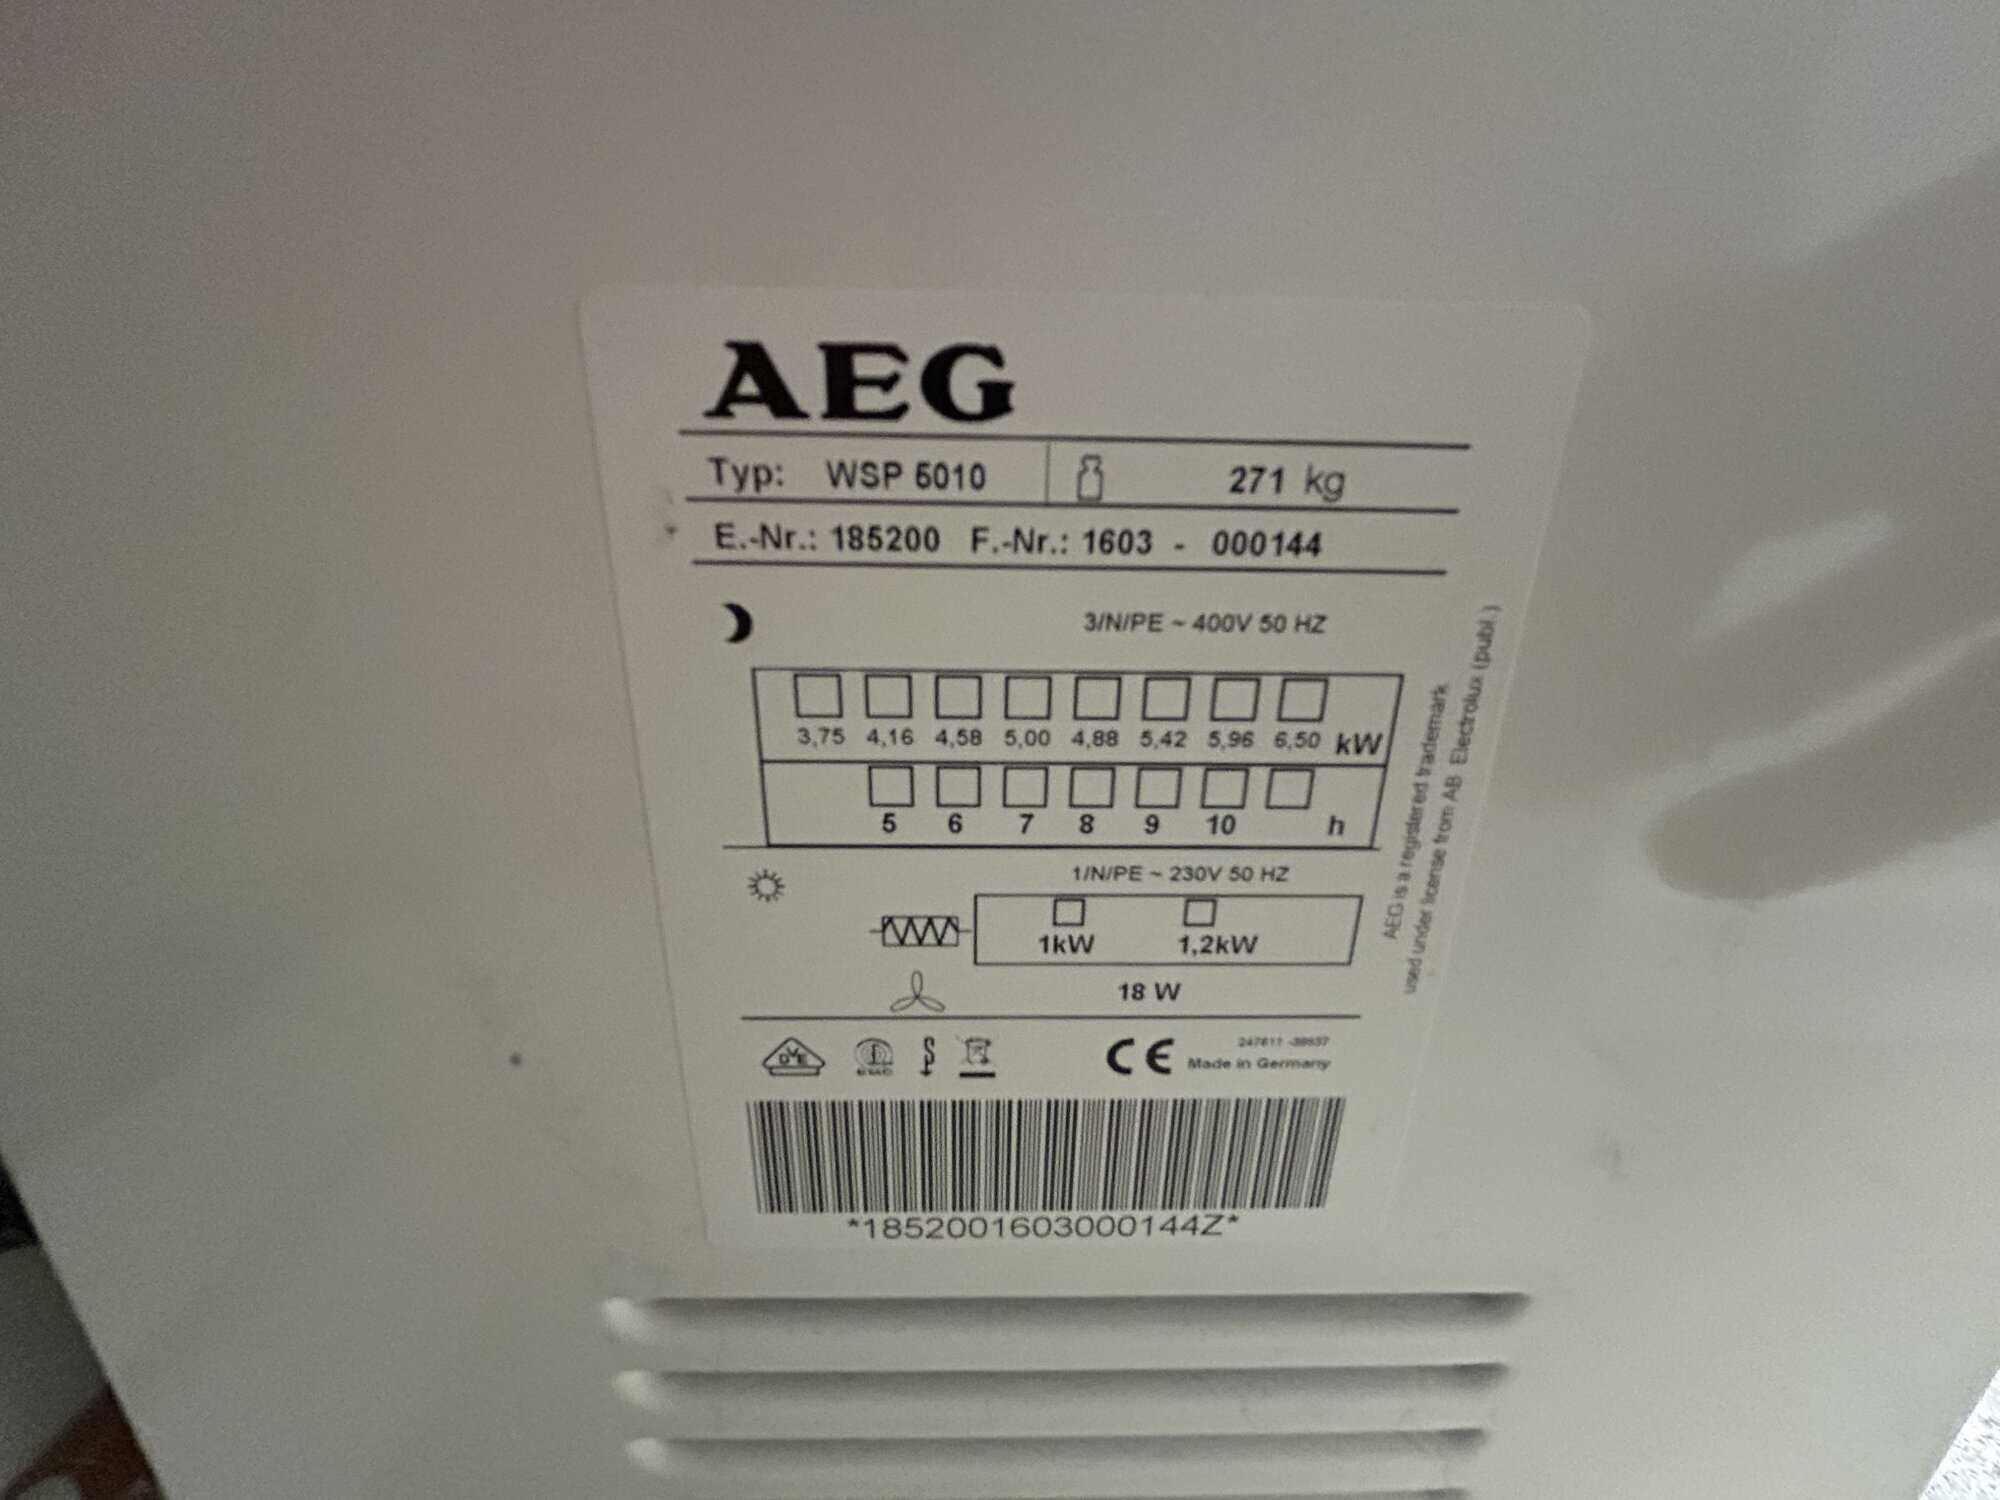 AEG
Typ: WSP 5010 271 kg
E.-Nr.: 185200 F.-Nr.: 1603 - 000144
3/N/PE ~ 400V 50 HZ
3,75 4,16 4,58 5,00 4,88 5,42 5,96 6,50 kW
5 6 7 8 9 10 h
1/N/PE ~ 230V 50 HZ
1kW 1,2kW
18 W
AEG is a registered trademark
used under license from AB Electrolux (publ.)
VDE EMC CE
Made in Germany
*1852001603000144Z*